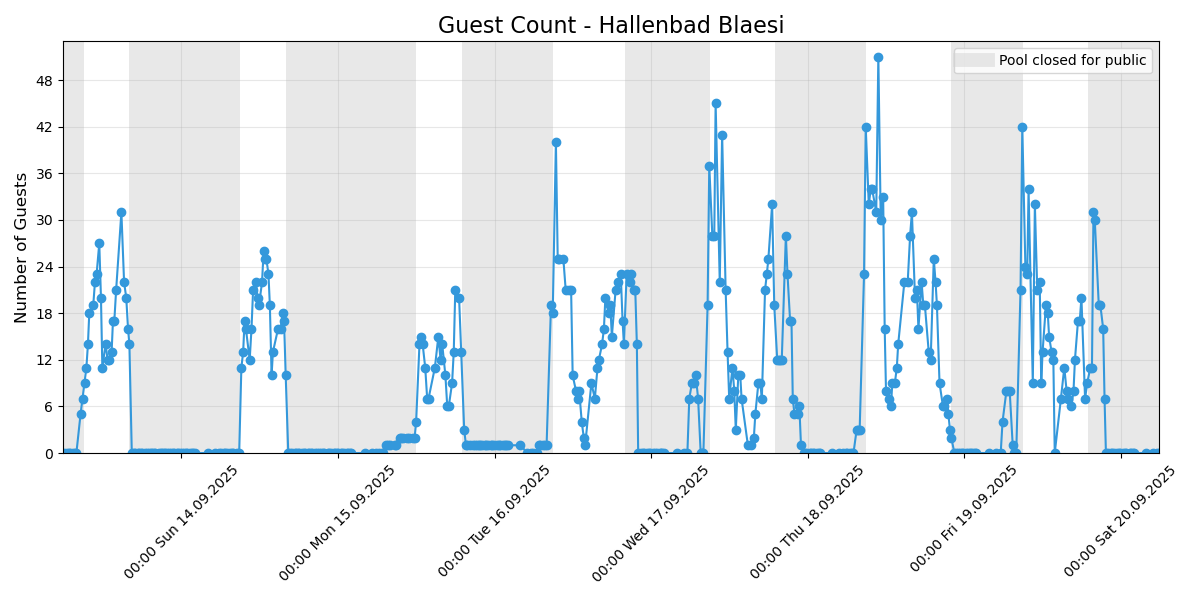 Guest Count - Hallenbad Blaesi
Pool closed for public
Number of Guests
48
42
36
30
24
18
12
6
0
00:00 Sun 14.09.2025
00:00 Mon 15.09.2025
00:00 Tue 16.09.2025
00:00 Wed 17.09.2025
00:00 Thu 18.09.2025
00:00 Fri 19.09.2025
00:00 Sat 20.09.2025